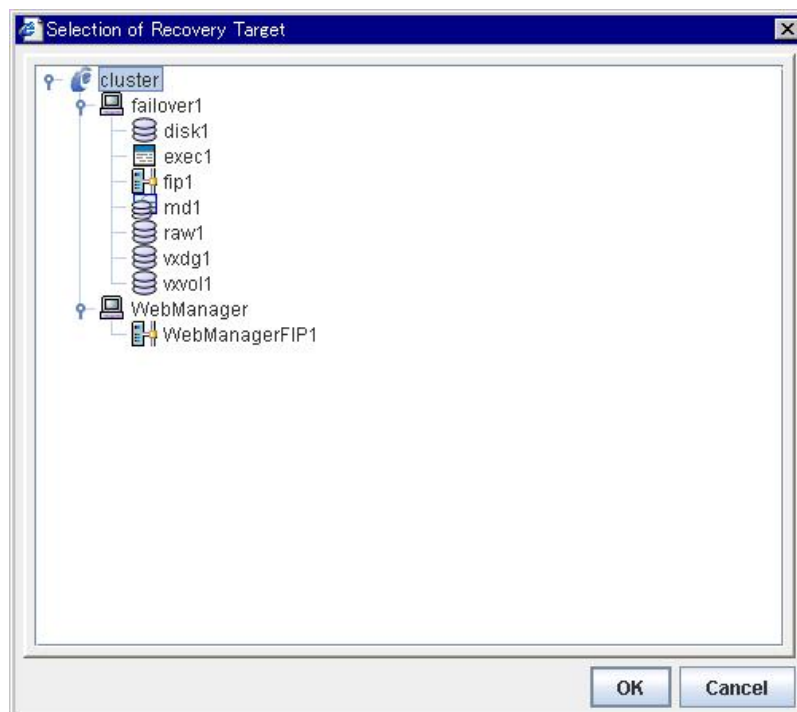 Selection of Recovery Target
cluster
failover1
disk1
exec1
fip1
md1
raw1
vxdg1
vxvol1
WebManager
WebManagerFIP1
OK
Cancel